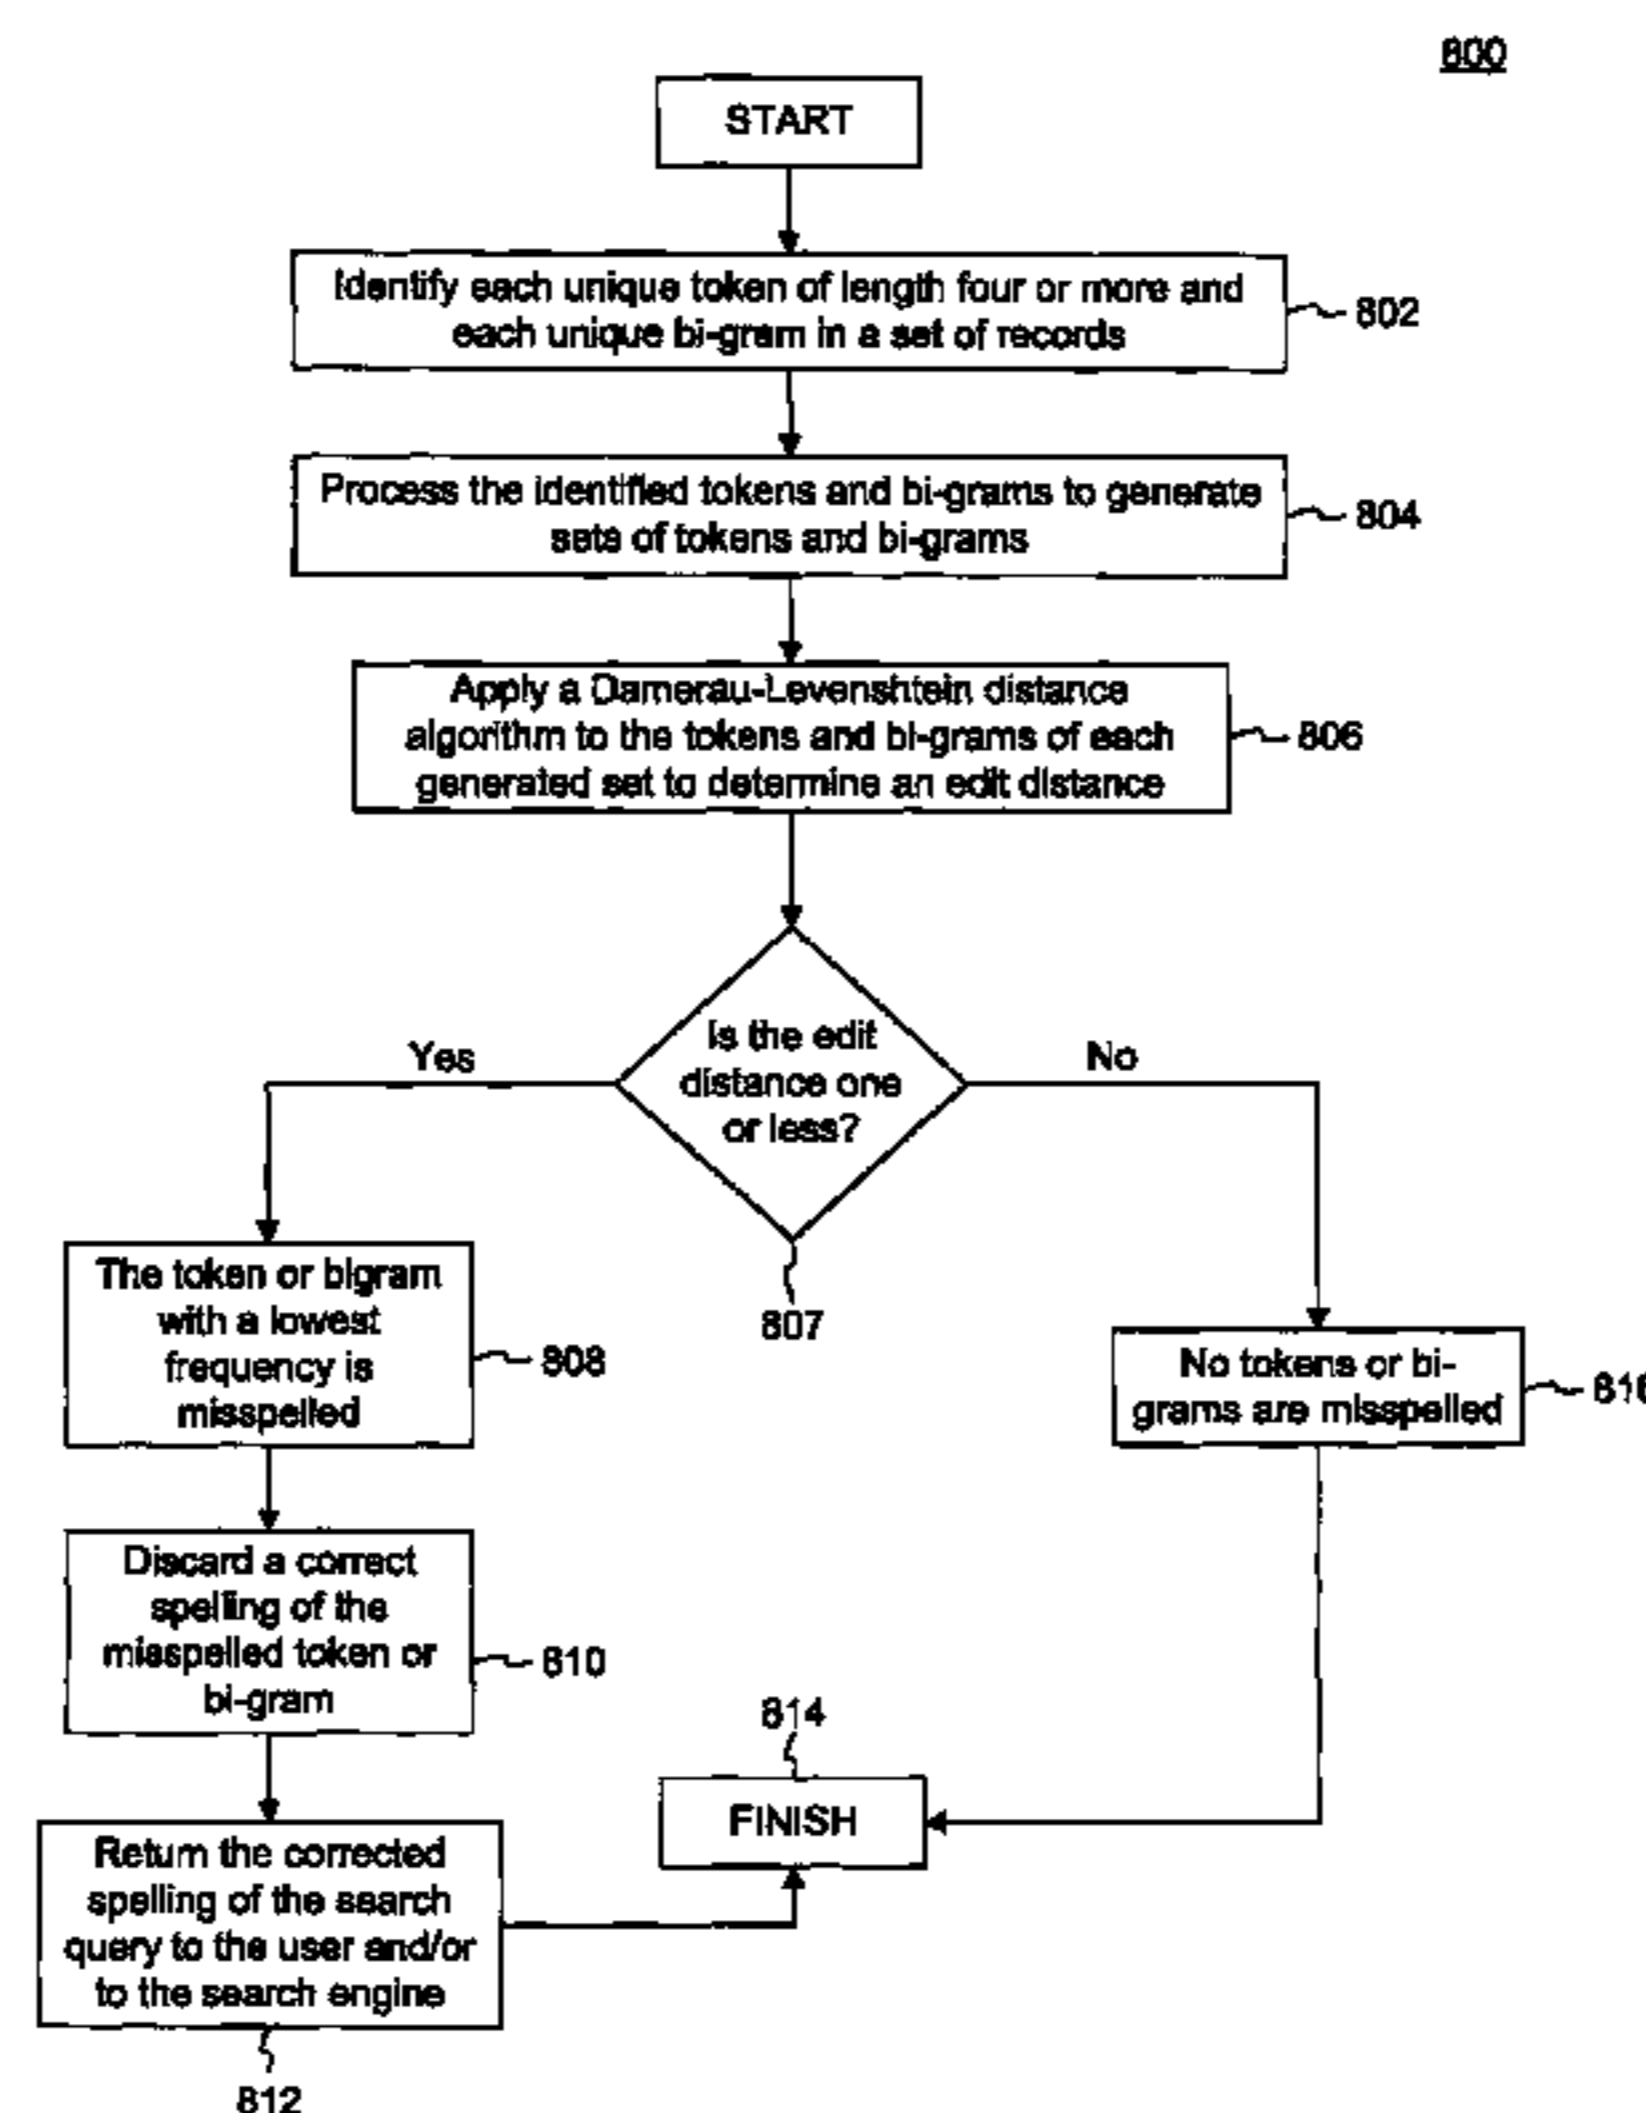 800
START
Identify each unique token of length four or more and
each unique bi-gram in a set of records
802
Process the identified tokens and bi-grams to generate
sets of tokens and bi-grams
804
Apply a Damerau-Levenshtein distance
algorithm to the tokens and bi-grams of each
generated set to determine an edit distance
806
Is the edit
distance one
or less?
Yes
No
807
The token or bigram
with a lowest
frequency is
misspelled
808
No tokens or bi-
grams are misspelled
Discard a correct
spelling of the
misspelled token or
bi-gram
810
814
FINISH
Return the corrected
spelling of the search
query to the user and/or
to the search engine
812